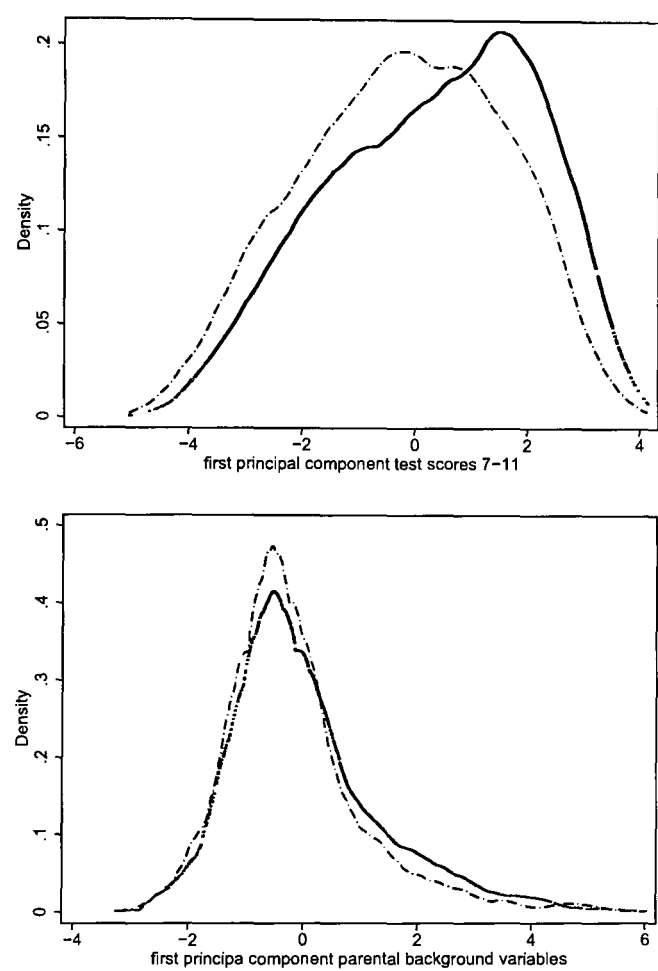 .2
.15
.1
.05
0
Density
−6 −4 −2 0 2 4
first principal component test scores 7−11
.5
.4
.3
.2
.1
0
Density
−4 −2 0 2 4 6
first principa component parental background variables